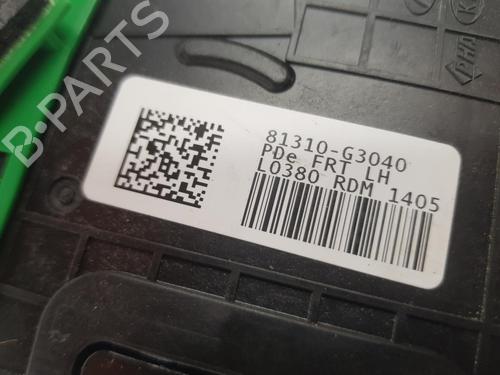 81310-G3040
PDe FRT LH
L0380 RDM 1405
B-PARTS